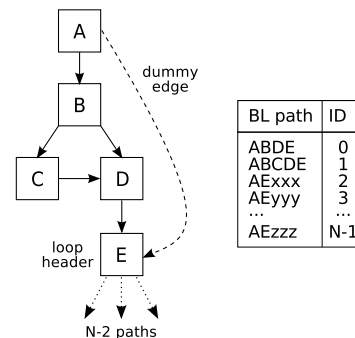 A
dummy
edge
B
C
D
loop
header
E
N-2 paths
BL path ID
ABDE 0
ABCDE 1
AExxx 2
AEyyy 3
...
AEzzz N-1